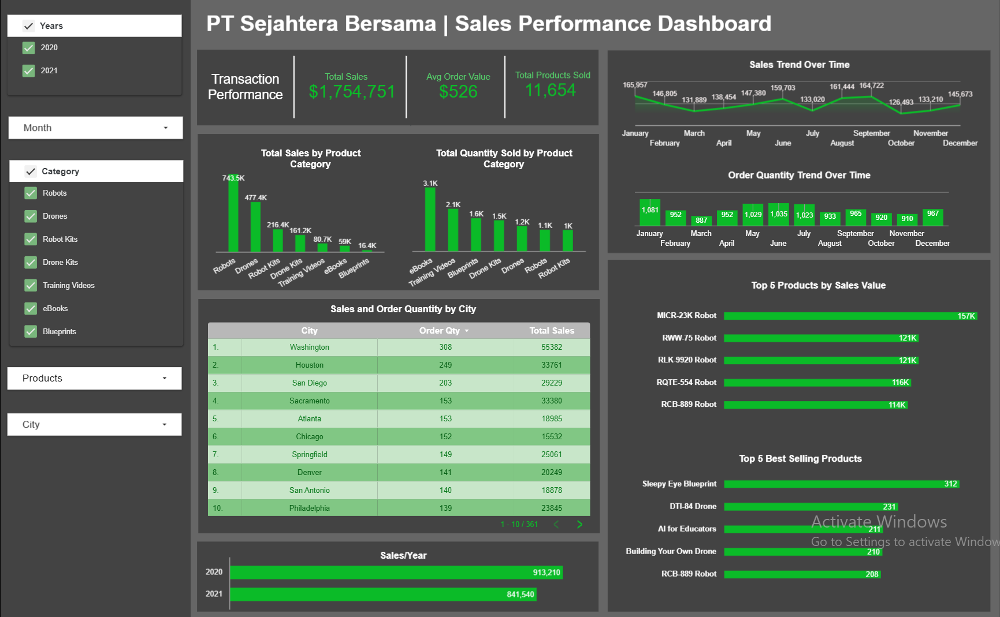 PT Sejahtera Bersama | Sales Performance Dashboard
Years
2020
2021
Month
Category
Robots
Drones
Robot Kits
Drone Kits
Training Videos
eBooks
Blueprints
Products
City
Transaction
Performance
Total Sales
$1,754,751
Avg Order Value
$526
Total Products Sold
11,654
Total Sales by Product
Category
743.5K
477.4K
216.4K
161.2K
80.7K
59K
16.4K
Robots
Drones
Robot Kits
Drone Kits
Training Videos
eBooks
Blueprints
Total Quantity Sold by Product
Category
3.1K
2.1K
1.6K
1.5K
1.2K
1.1K
1K
eBooks
Training Videos
Blueprints
Drone Kits
Drones
Robots
Robot Kits
Sales and Order Quantity by City
City Order Qty Total Sales
1. Washington 308 55382
2. Houston 249 33761
3. San Diego 203 29229
4. Sacramento 153 33380
5. Atlanta 153 18985
6. Chicago 152 15532
7. Springfield 149 25061
8. Denver 141 20249
9. San Antonio 140 18878
10. Philadelphia 139 23845
1 - 10 / 361
Sales/Year
2020 913,210
2021 841,540
Sales Trend Over Time
165,957
146,805
131,889
138,454
147,380
159,703
133,020
161,444
164,722
126,493
133,210
145,673
January
February
March
April
May
June
July
August
September
October
November
December
Order Quantity Trend Over Time
1,081
952
887
952
1,029
1,035
1,023
933
965
920
910
967
January
February
March
April
May
June
July
August
September
October
November
December
Top 5 Products by Sales Value
MICR-23K Robot 157K
RWW-75 Robot 121K
RLK-9920 Robot 121K
RQTE-554 Robot 116K
RCB-889 Robot 114K
Top 5 Best Selling Products
Sleepy Eye Blueprint 312
DTI-84 Drone 231
AI for Educators 211
Building Your Own Drone 210
RCB-889 Robot 208
Activate Windows
Go to Settings to activate Window